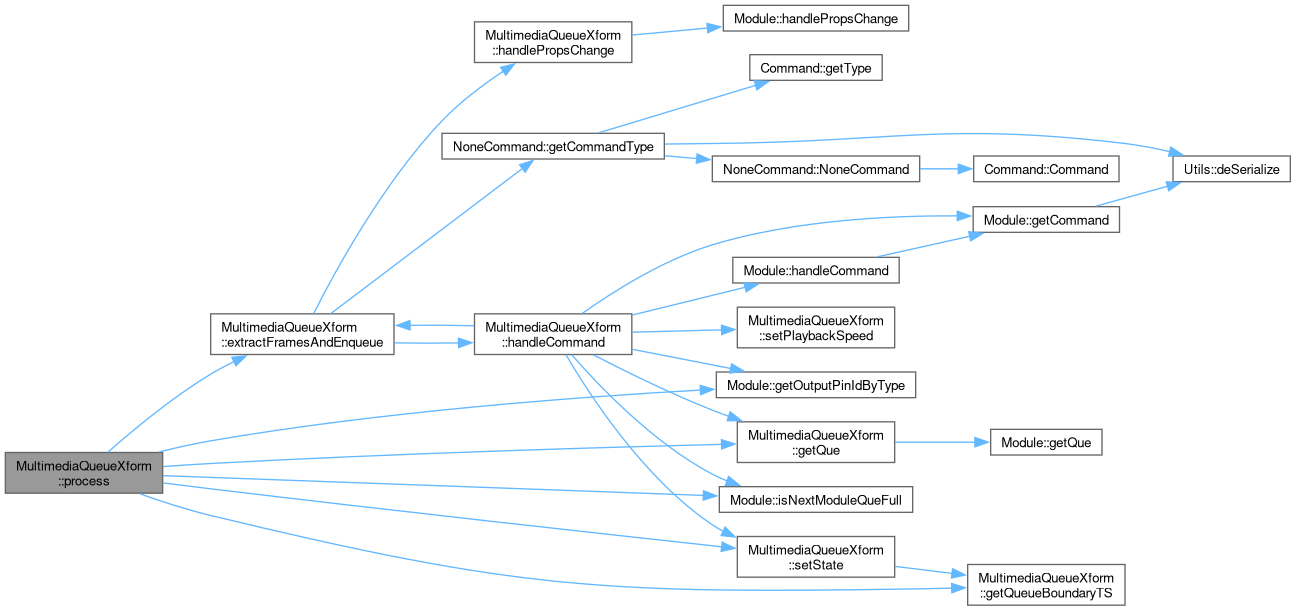 Module::handlePropsChange
MultimediaQueueXform
::handlePropsChange
Command::getType
NoneCommand::getCommandType
NoneCommand::NoneCommand
Command::Command
Utils::deSerialize
Module::getCommand
Module::handleCommand
MultimediaQueueXform
::extractFramesAndEnqueue
MultimediaQueueXform
::handleCommand
MultimediaQueueXform
::setPlaybackSpeed
Module::getOutputPinIdByType
MultimediaQueueXform
::getQue
Module::getQue
MultimediaQueueXform
::process
Module::isNextModuleQueFull
MultimediaQueueXform
::setState
MultimediaQueueXform
::getQueueBoundaryTS